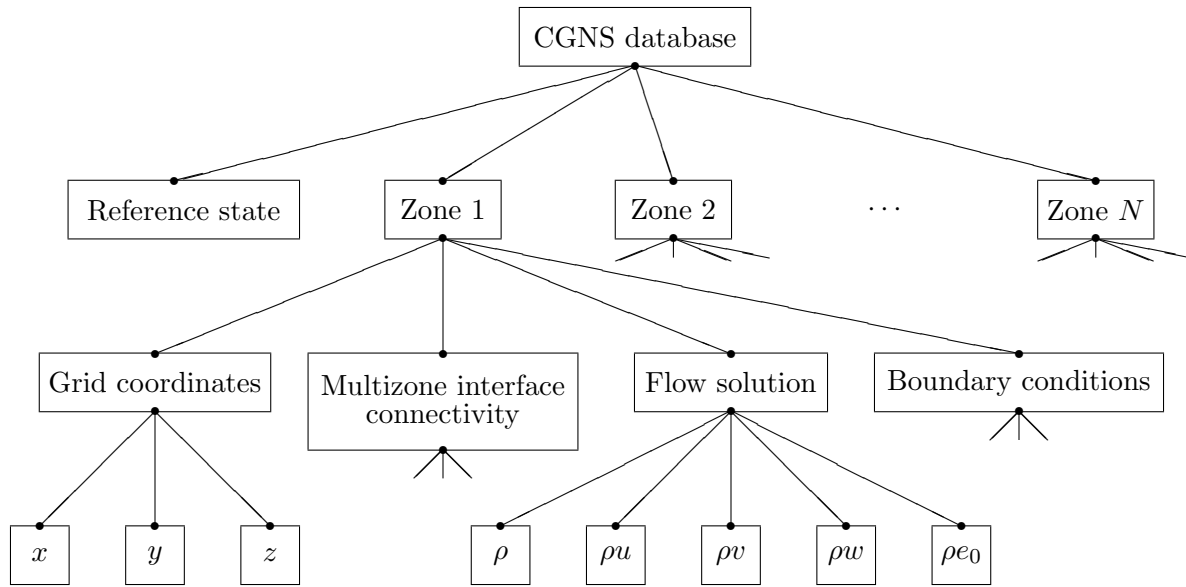 CGNS database
Reference state
Zone 1
Zone 2
· · ·
Zone N
Grid coordinates
Multizone interface
connectivity
Flow solution
Boundary conditions
x
y
z
ρ
ρu
ρv
ρw
ρe₀